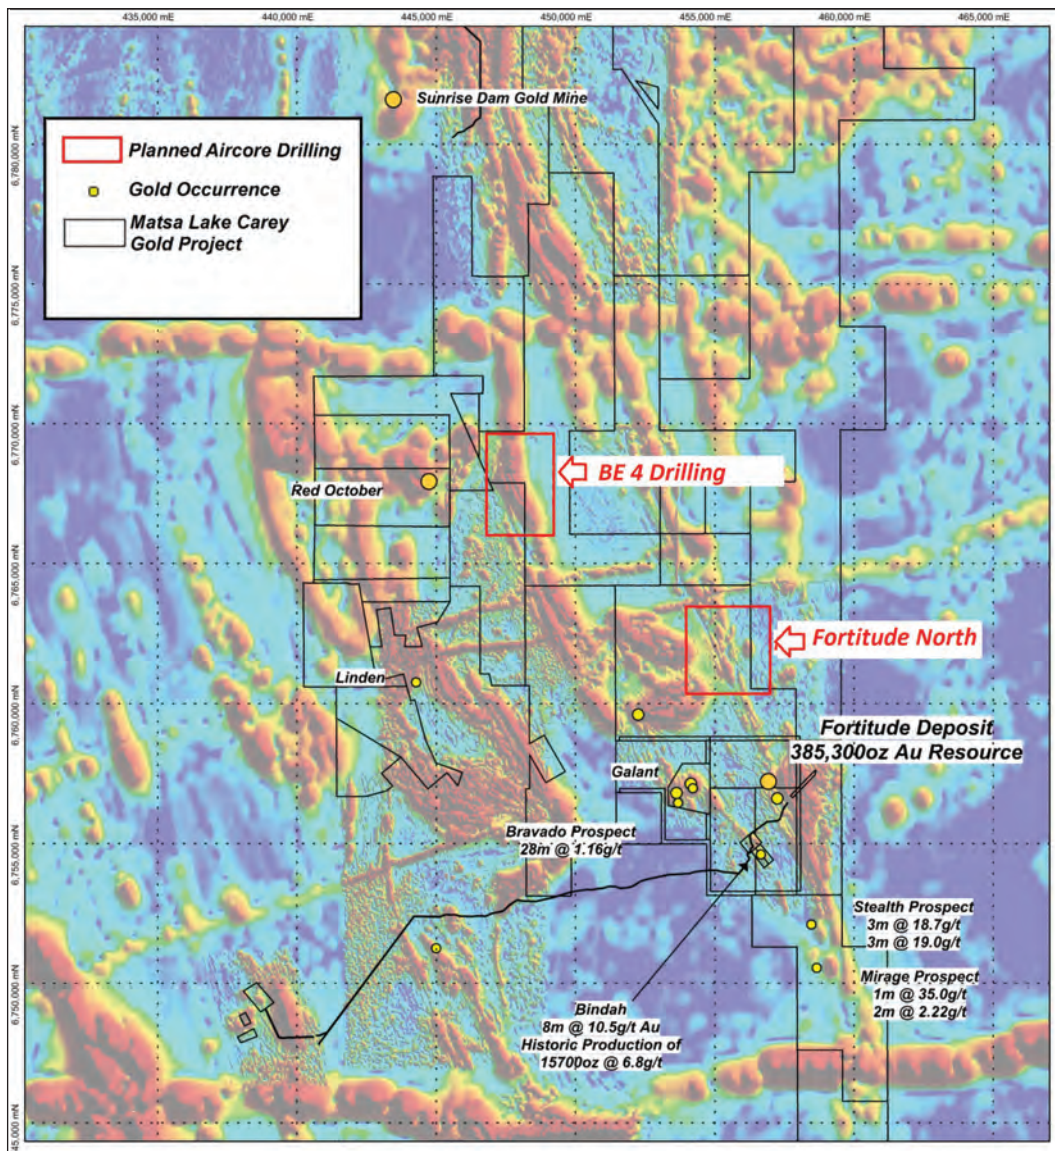 435,000 mE
440,000 mE
445,000 mE
450,000 mE
455,000 mE
460,000 mE
465,000 mE
Sunrise Dam Gold Mine
Planned Aircore Drilling
Gold Occurrence
Matsa Lake Carey
Gold Project
6,780,000 mN
6,775,000 mN
6,770,000 mN
BE 4 Drilling
Red October
6,765,000 mN
Fortitude North
Linden
6,760,000 mN
Fortitude Deposit
385,300oz Au Resource
Galant
Bravado Prospect
28m @ 1.16g/t
6,755,000 mN
Stealth Prospect
3m @ 18.7g/t
3m @ 19.0g/t
Mirage Prospect
1m @ 35.0g/t
2m @ 2.22g/t
6,750,000 mN
Bindah
8m @ 10.5g/t Au
Historic Production of
15700oz @ 6.8g/t
45,000 mN